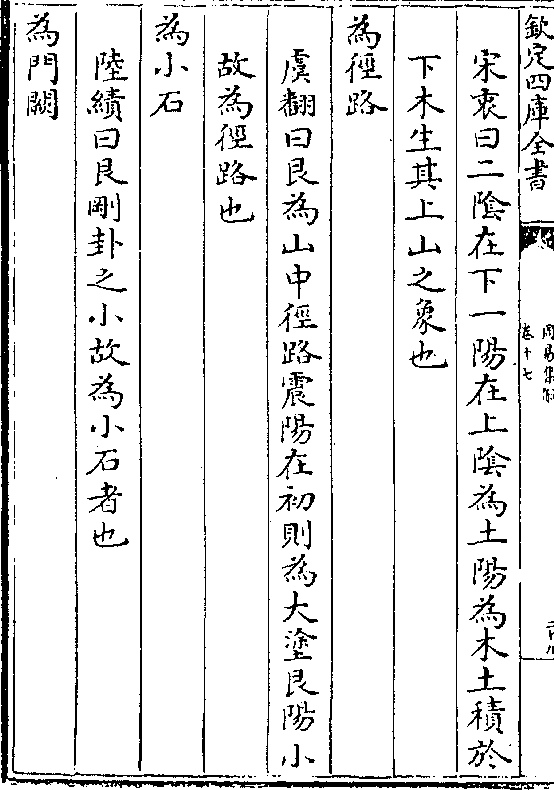 欽定四庫全書
周易集解
卷十七
宋衷曰二陰在下一陽在上陰為土陽為木土積於
下木生其上山之象也
為徑路
虞翻曰艮為山中徑路震陽在初則為大塗艮陽小
故為徑路也
為小石
陸績曰艮剛卦之小故為小石者也
為門闕